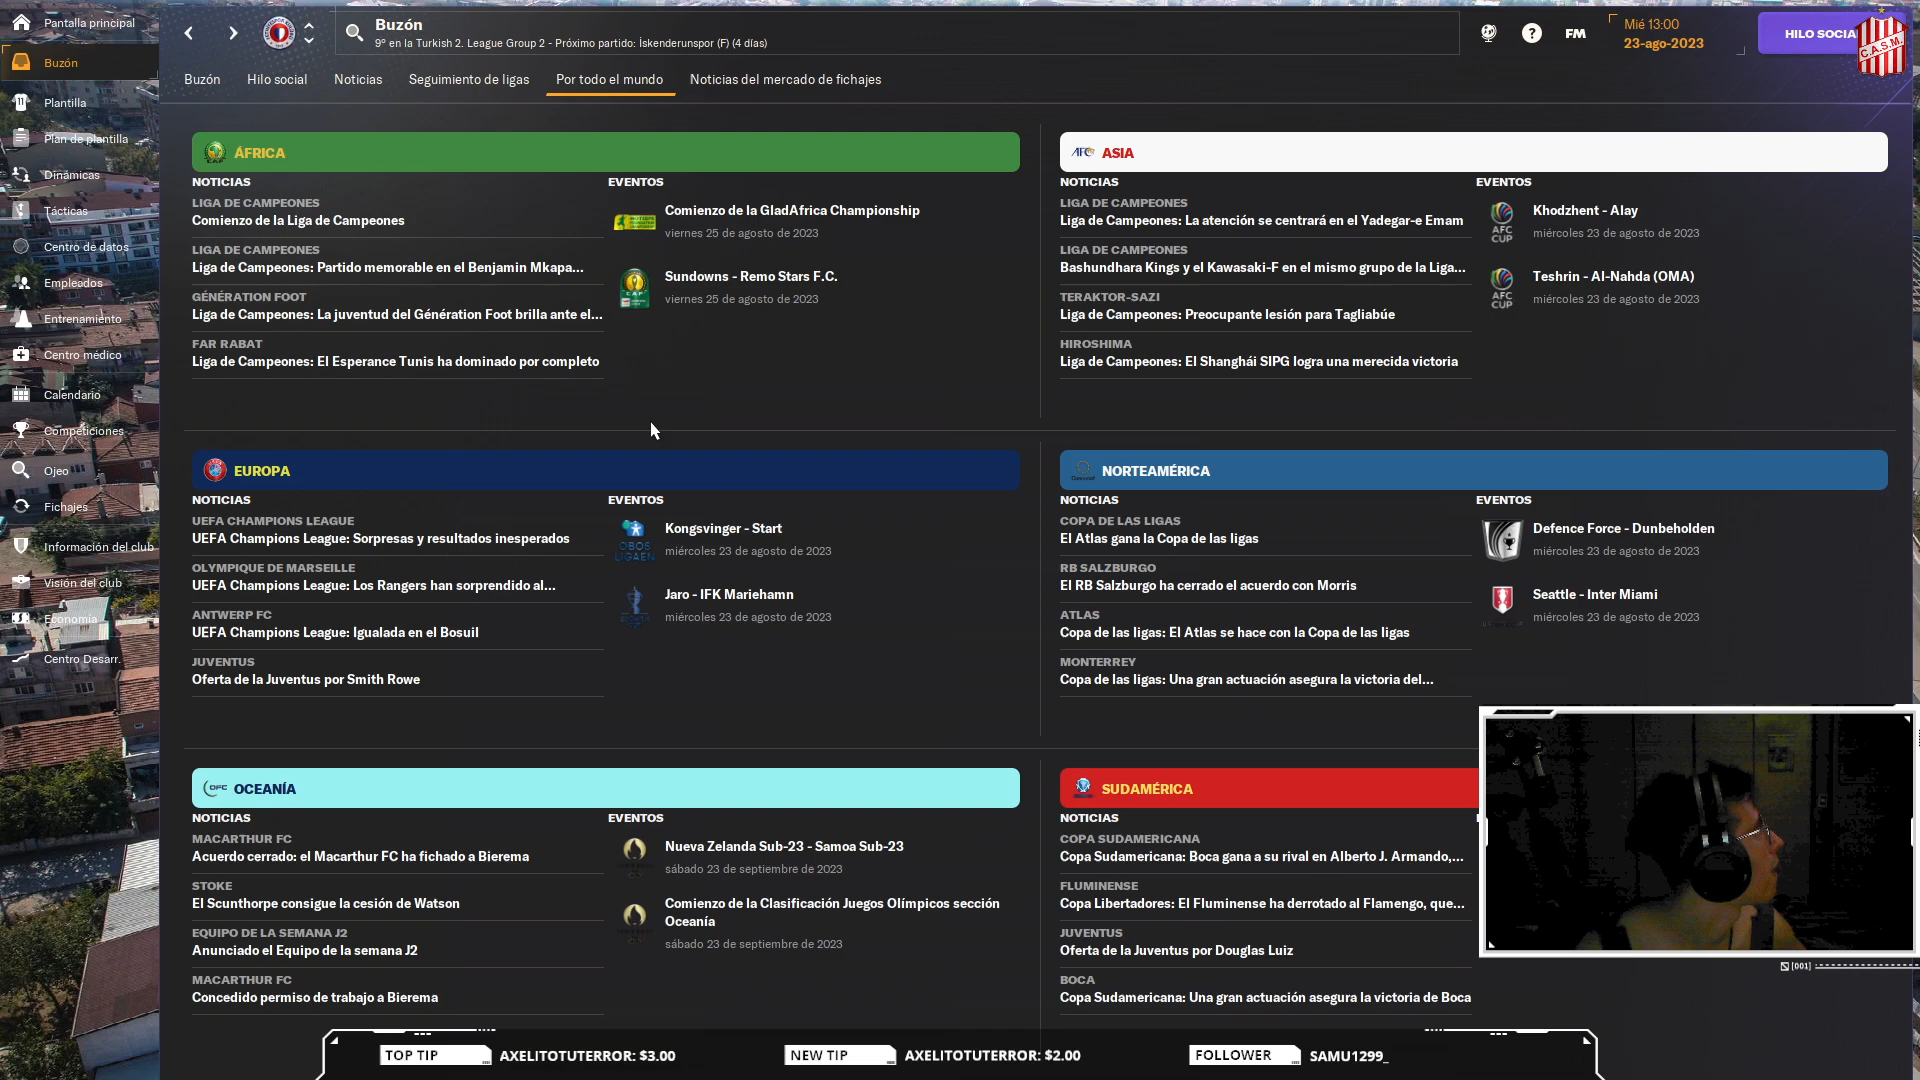 Pantalla principal
Buzón
Plantilla
Plan de plantilla
Dinámicas
Tácticas
Centro de datos
Empleados
Entrenamiento
Centro médico
Calendario
Competiciones
Ojeo
Fichajes
Información del club
Visión del club
Economía
Centro Desarr.
Buzón
9º en la Turkish 2. League Group 2 - Próximo partido: İskenderunspor (F) (4 días)
FM
Mié 13:00
23-ago-2023
HILO SOCIA
C.A.S.M.
Buzón
Hilo social
Noticias
Seguimiento de ligas
Por todo el mundo
Noticias del mercado de fichajes
ÁFRICA
NOTICIAS
LIGA DE CAMPEONES
Comienzo de la Liga de Campeones
LIGA DE CAMPEONES
Liga de Campeones: Partido memorable en el Benjamin Mkapa...
GÉNÉRATION FOOT
Liga de Campeones: La juventud del Génération Foot brilla ante el...
FAR RABAT
Liga de Campeones: El Esperance Tunis ha dominado por completo
EVENTOS
Comienzo de la GladAfrica Championship
viernes 25 de agosto de 2023
Sundowns - Remo Stars F.C.
viernes 25 de agosto de 2023
AFC
ASIA
NOTICIAS
LIGA DE CAMPEONES
Liga de Campeones: La atención se centrará en el Yadegar-e Emam
LIGA DE CAMPEONES
Bashundhara Kings y el Kawasaki-F en el mismo grupo de la Liga...
TERAKTOR-SAZI
Liga de Campeones: Preocupante lesión para Tagliabúe
HIROSHIMA
Liga de Campeones: El Shanghái SIPG logra una merecida victoria
EVENTOS
AFC
CUP
Khodzhent - Alay
miércoles 23 de agosto de 2023
AFC
CUP
Teshrin - Al-Nahda (OMA)
miércoles 23 de agosto de 2023
EUROPA
NOTICIAS
UEFA CHAMPIONS LEAGUE
UEFA Champions League: Sorpresas y resultados inesperados
OLYMPIQUE DE MARSEILLE
UEFA Champions League: Los Rangers han sorprendido al...
ANTWERP FC
UEFA Champions League: Igualada en el Bosuil
JUVENTUS
Oferta de la Juventus por Smith Rowe
EVENTOS
OBOS
LIGAEN
Kongsvinger - Start
miércoles 23 de agosto de 2023
Jaro - IFK Mariehamn
miércoles 23 de agosto de 2023
NORTEAMÉRICA
NOTICIAS
COPA DE LAS LIGAS
El Atlas gana la Copa de las ligas
RB SALZBURGO
El RB Salzburgo ha cerrado el acuerdo con Morris
ATLAS
Copa de las ligas: El Atlas se hace con la Copa de las ligas
MONTERREY
Copa de las ligas: Una gran actuación asegura la victoria del...
EVENTOS
Defence Force - Dunbeholden
miércoles 23 de agosto de 2023
Seattle - Inter Miami
miércoles 23 de agosto de 2023
OFC
OCEANÍA
NOTICIAS
MACARTHUR FC
Acuerdo cerrado: el Macarthur FC ha fichado a Bierema
STOKE
El Scunthorpe consigue la cesión de Watson
EQUIPO DE LA SEMANA J2
Anunciado el Equipo de la semana J2
MACARTHUR FC
Concedido permiso de trabajo a Bierema
EVENTOS
Nueva Zelanda Sub-23 - Samoa Sub-23
sábado 23 de septiembre de 2023
Comienzo de la Clasificación Juegos Olímpicos sección
Oceanía
sábado 23 de septiembre de 2023
SUDAMÉRICA
NOTICIAS
COPA SUDAMERICANA
Copa Sudamericana: Boca gana a su rival en Alberto J. Armando,...
FLUMINENSE
Copa Libertadores: El Fluminense ha derrotado al Flamengo, que...
JUVENTUS
Oferta de la Juventus por Douglas Luiz
BOCA
Copa Sudamericana: Una gran actuación asegura la victoria de Boca
[001]
TOP TIP
AXELITOTUTERROR: $3.00
NEW TIP
AXELITOTUTERROR: $2.00
FOLLOWER
SAMU1299_